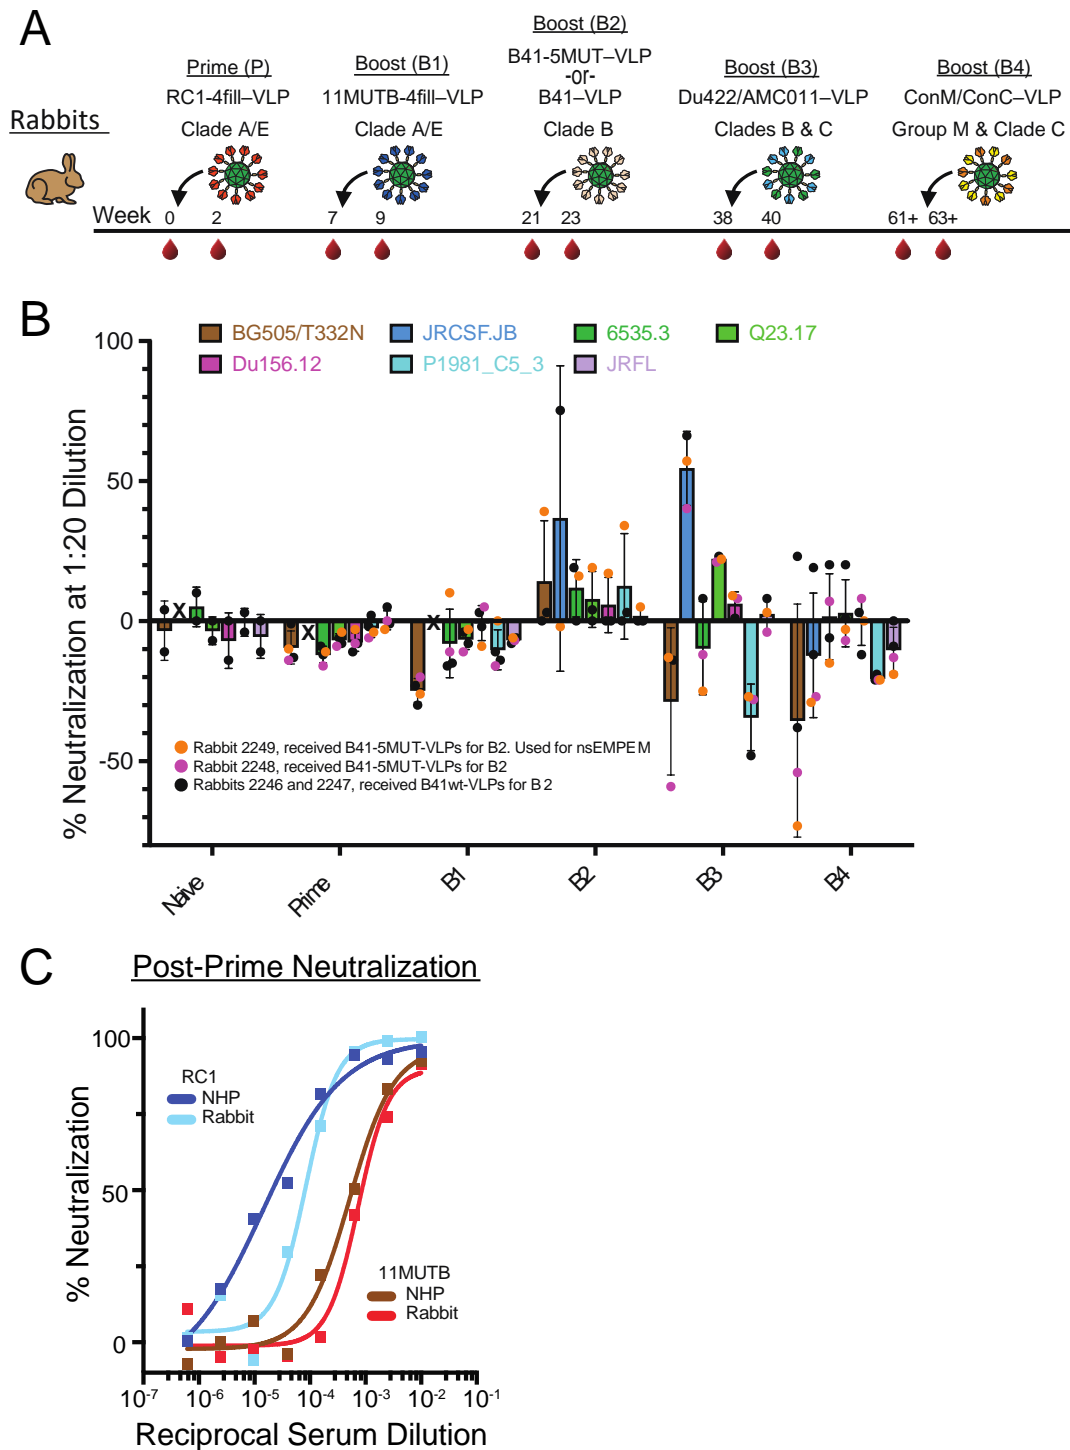 A
Prime (P)
RC1-4fill–VLP
Clade A/E
Boost (B1)
11MUTB-4fill–VLP
Clade A/E
Boost (B2)
B41-5MUT–VLP
-or-
B41–VLP
Clade B
Boost (B3)
Du422/AMC011–VLP
Clades B & C
Boost (B4)
ConM/ConC–VLP
Group M & Clade C
Rabbits
Week 0 2 7 9 21 23 38 40 61+ 63+
B
BG505/T332N JRCSF.JB 6535.3 Q23.17
Du156.12 P1981_C5_3 JRFL
% Neutralization at 1:20 Dilution
100
50
0
-50
X X X
Rabbit 2249, received B41-5MUT-VLPs for B2. Used for nsEMPEM
Rabbit 2248, received B41-5MUT-VLPs for B2
Rabbits 2246 and 2247, received B41wt-VLPs for B2
Naive Prime B1 B2 B3 B4
C
Post-Prime Neutralization
% Neutralization
100
50
0
RC1
NHP
Rabbit
11MUTB
NHP
Rabbit
10-7 10-6 10-5 10-4 10-3 10-2 10-1
Reciprocal Serum Dilution